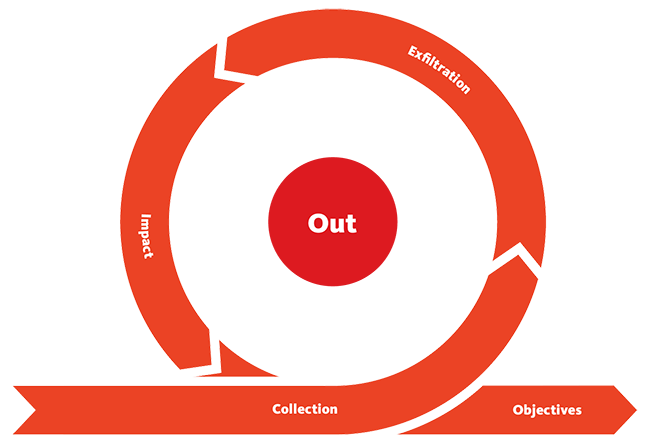 Exfiltration
Impact
Out
Collection
Objectives